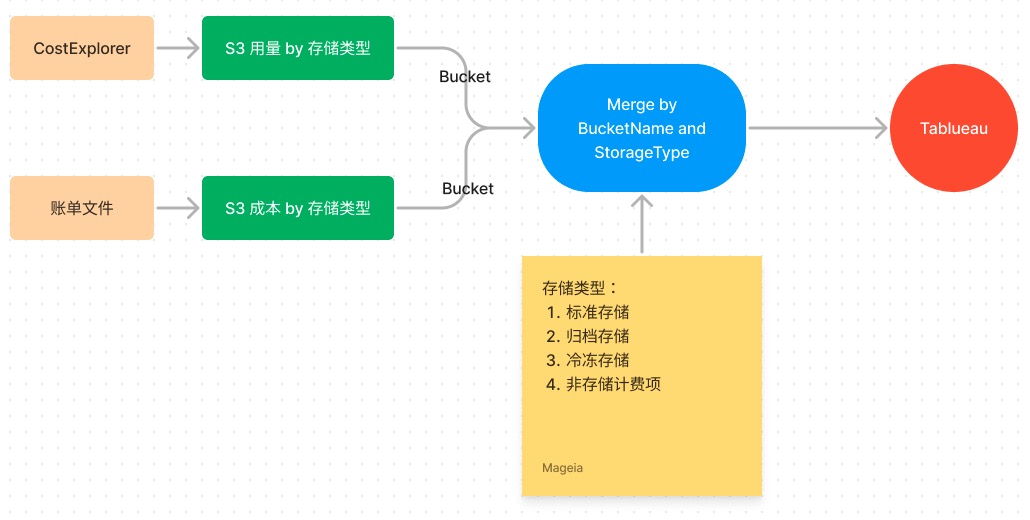 CostExplorer
S3 用量 by 存储类型
Bucket
Merge by
BucketName and
StorageType
Tablueau
账单文件
S3 成本 by 存储类型
Bucket
存储类型：
1. 标准存储
2. 归档存储
3. 冷冻存储
4. 非存储计费项
Mageia